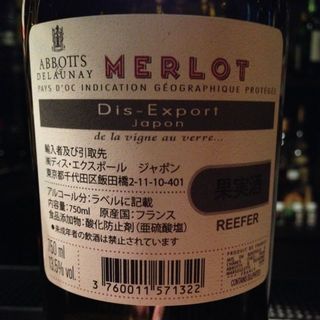 ABBOTTS
DELAUNAY
MERLOT
PAYS D'OC INDICATION GÉOGRAPHIQUE PROTÉGÉE
Dis-Export
Japon
de la vigne au verre...
輸入者及び引取先
㈱ディス・エクスポール ジャポン
東京都千代田区飯田橋2-11-10-401
果実酒
アルコール分:ラベルに記載
内容量:750ml 原産国:フランス
食品添加物:酸化防止剤(亜硫酸塩)
●未成年者の飲酒は禁止されています
REEFER
750 ml
13.5% vol.
3 760011 571322